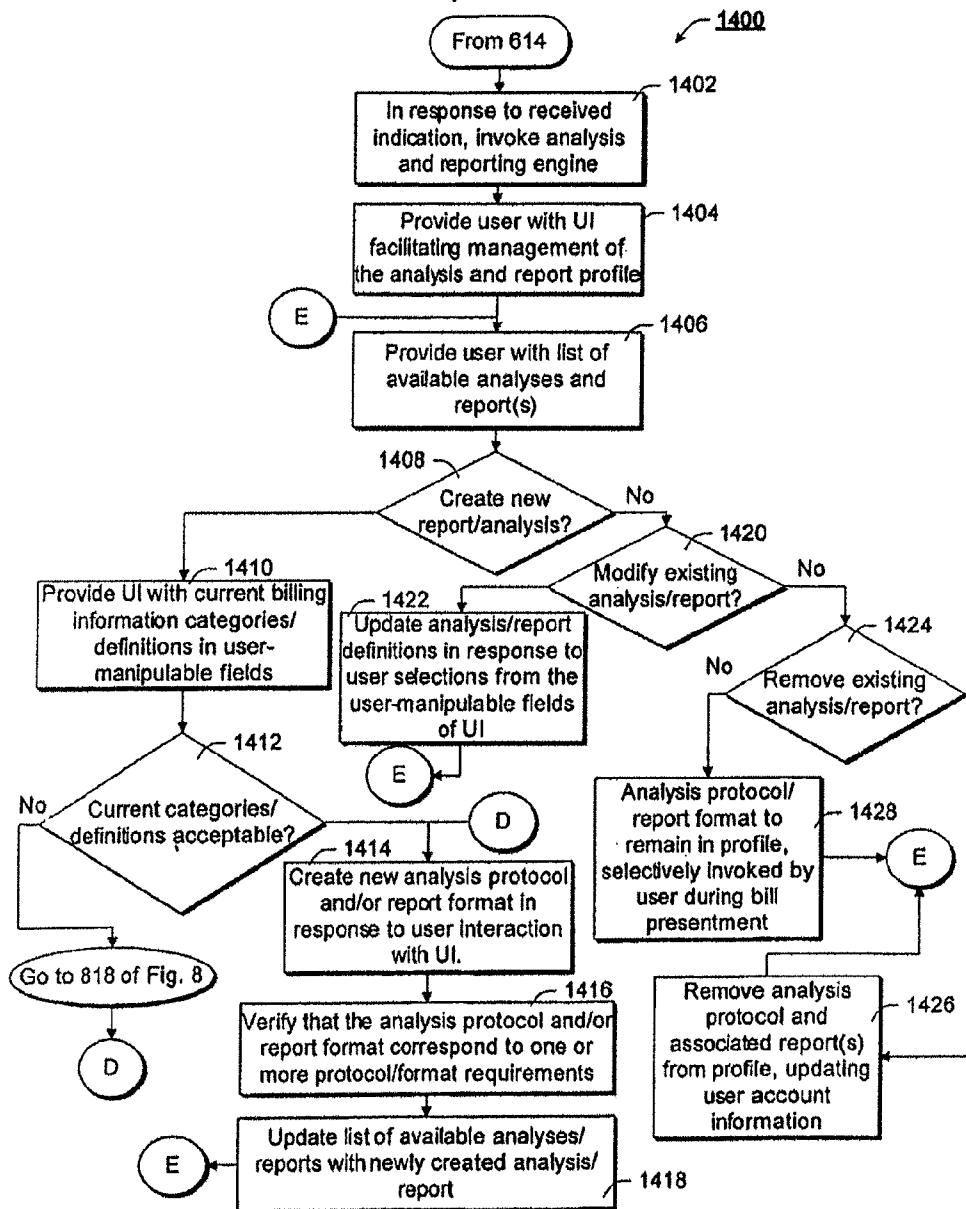 1400
From 614
1402
In response to received
indication, invoke analysis
and reporting engine
1404
Provide user with UI
facilitating management of
the analysis and report profile
E
1406
Provide user with list of
available analyses and
report(s)
1408
Create new
report/analysis?
No
1420
Modify existing
analysis/report?
No
1410
Provide UI with current billing
information categories/
definitions in user-
manipulable fields
1422
Update analysis/report
definitions in response to
user selections from the
user-manipulable fields
of UI
E
1424
No
Remove existing
analysis/report?
1412
No
Current categories/
definitions acceptable?
D
1414
Create new analysis protocol
and/or report format in
response to user interaction
with UI.
Analysis protocol/
report format to
remain in profile,
selectively invoked by
user during bill
presentment
1428
E
Go to 818 of Fig. 8
D
1416
Verify that the analysis protocol and/or
report format correspond to one or
more protocol/format requirements
Remove analysis
protocol and
associated report(s)
from profile, updating
user account
information
1426
E
Update list of available analyses/
reports with newly created analysis/
report
1418